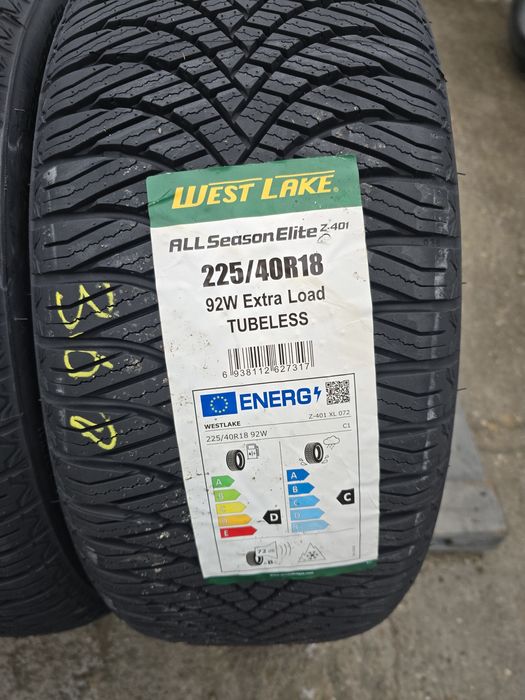 WEST LAKE®
ALL Season Elite Z-401
225/40R18
92W Extra Load
TUBELESS
6 938112 627317
ENERG
Z-401 XL 072
WESTLAKE
225/40R18 92W C1
A A
B B
C C C
D D D
E E
72 dB
B